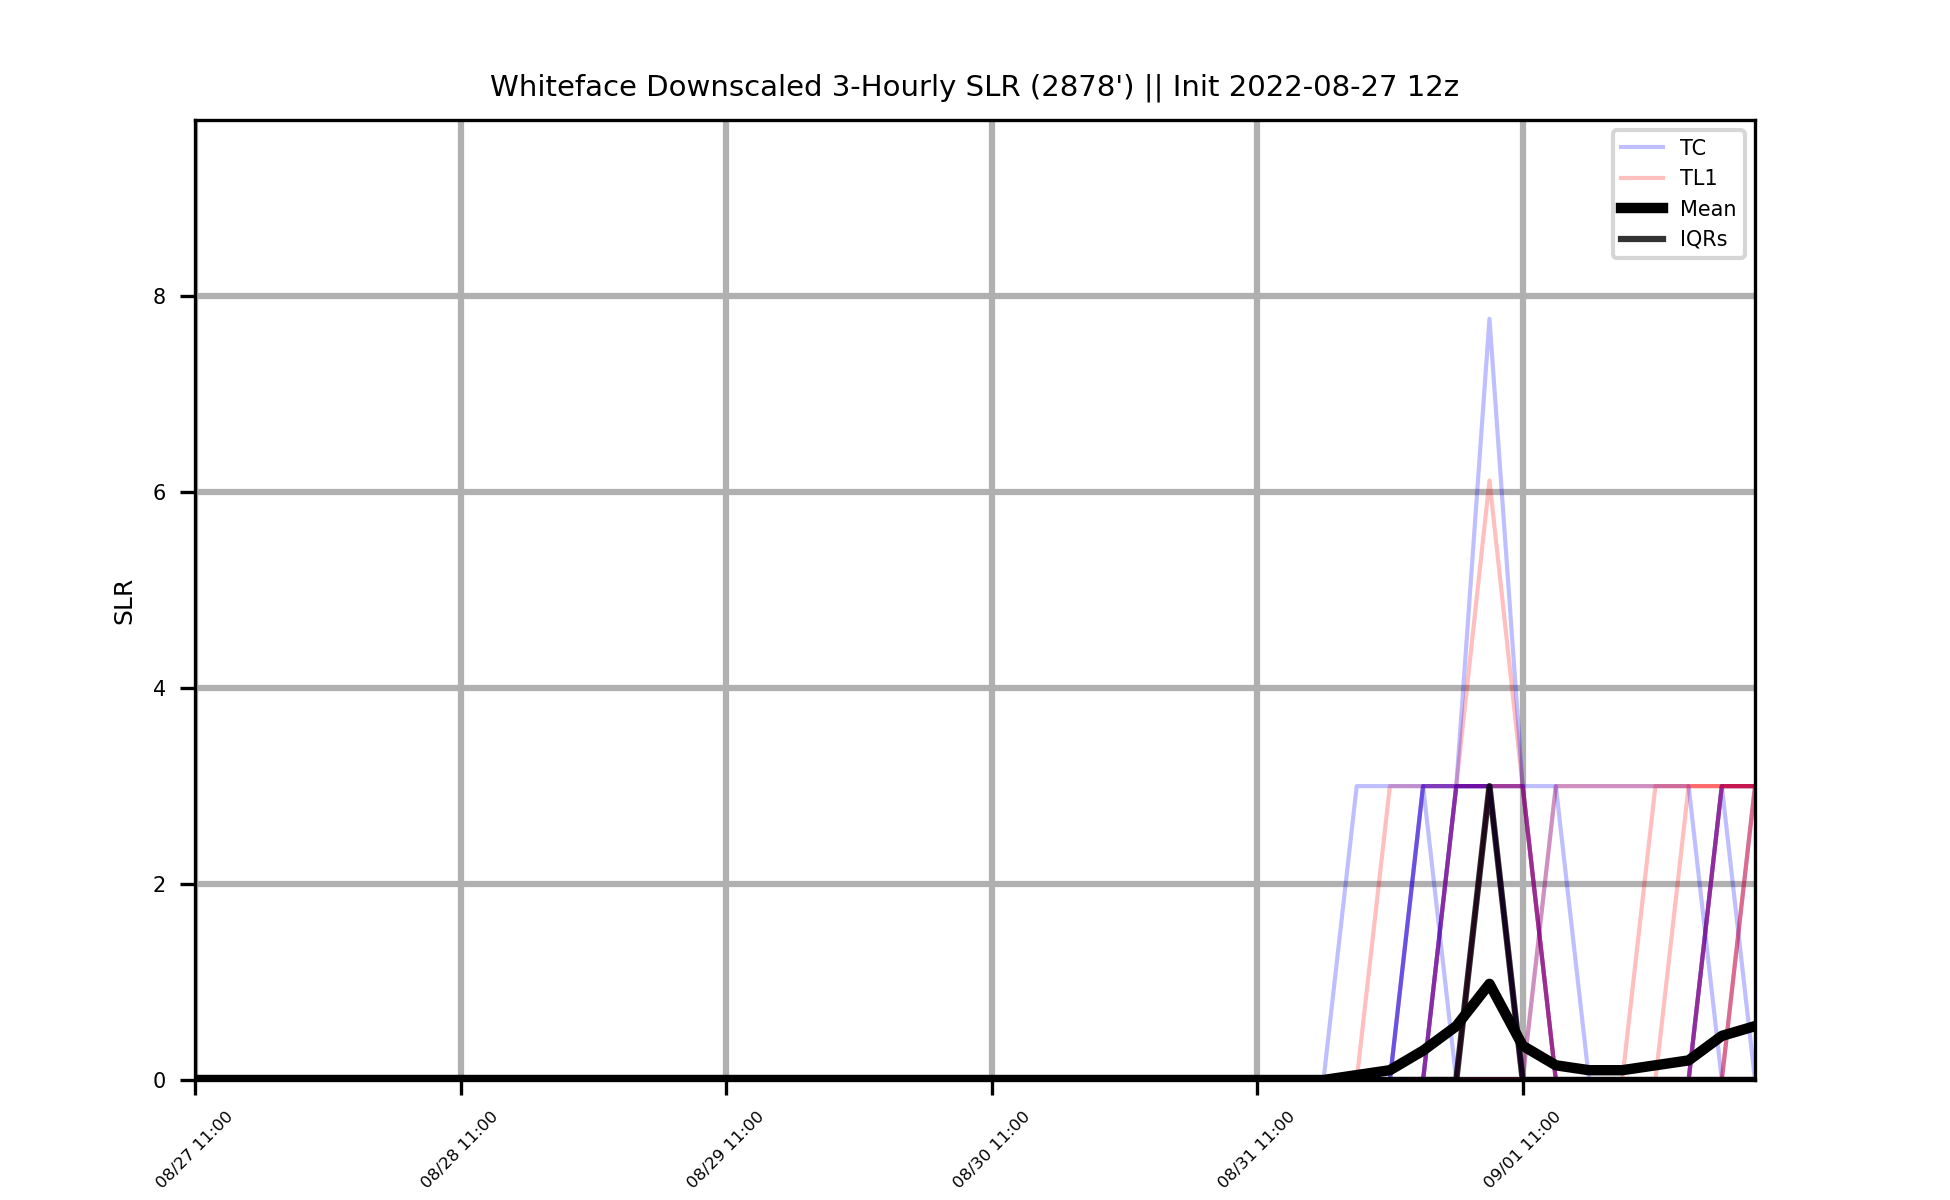 Whiteface Downscaled 3-Hourly SLR (2878') || Init 2022-08-27 12z
TC
TL1
Mean
IQRs
SLR
8
6
4
2
0
08/27 11:00
08/28 11:00
08/29 11:00
08/30 11:00
08/31 11:00
09/01 11:00